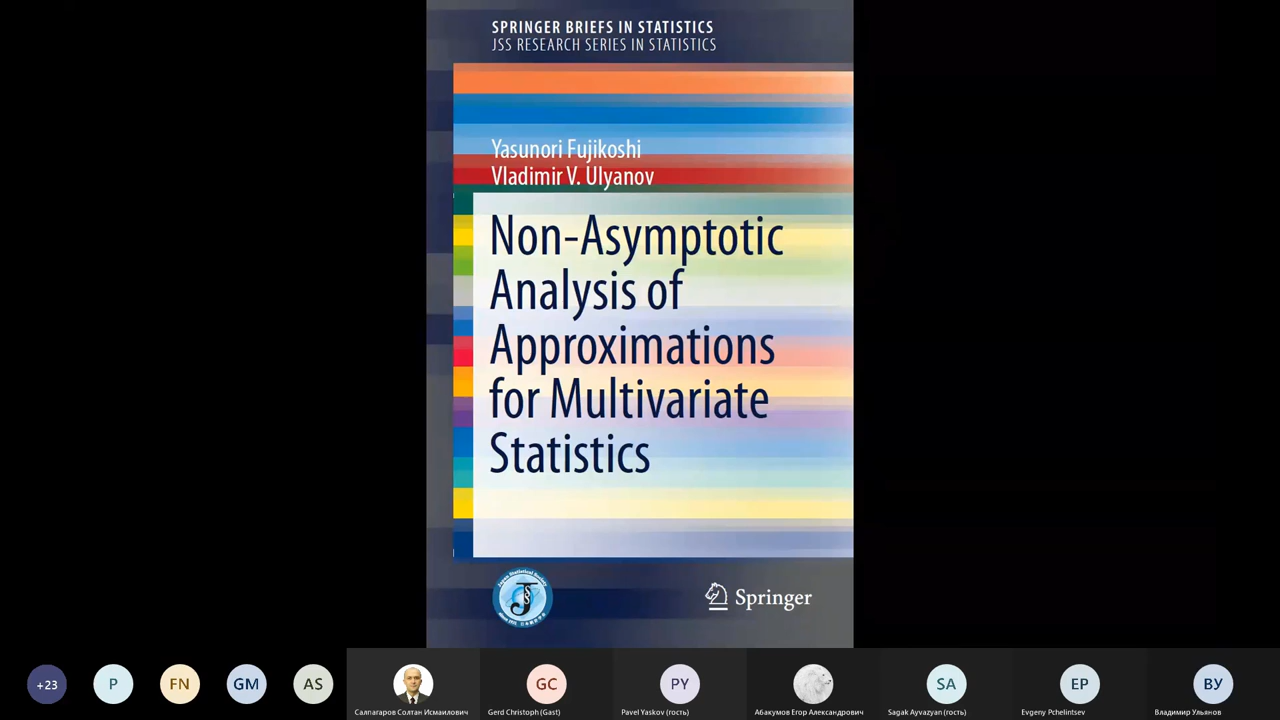 SPRINGER BRIEFS IN STATISTICS
JSS RESEARCH SERIES IN STATISTICS
Yasunori Fujikoshi
Vladimir V. Ulyanov
Non-Asymptotic
Analysis of
Approximations
for Multivariate
Statistics
Springer
+23
P
FN
GM
AS
GC
PY
SA
EP
ВУ
Салпагаров Солтан Исмаилович
Gerd Christoph (Gast)
Pavel Yaskov (гость)
Абакумов Егор Александрович
Sagak Ayvazyan (гость)
Evgeny Pchelintsev
Владимир Ульянов